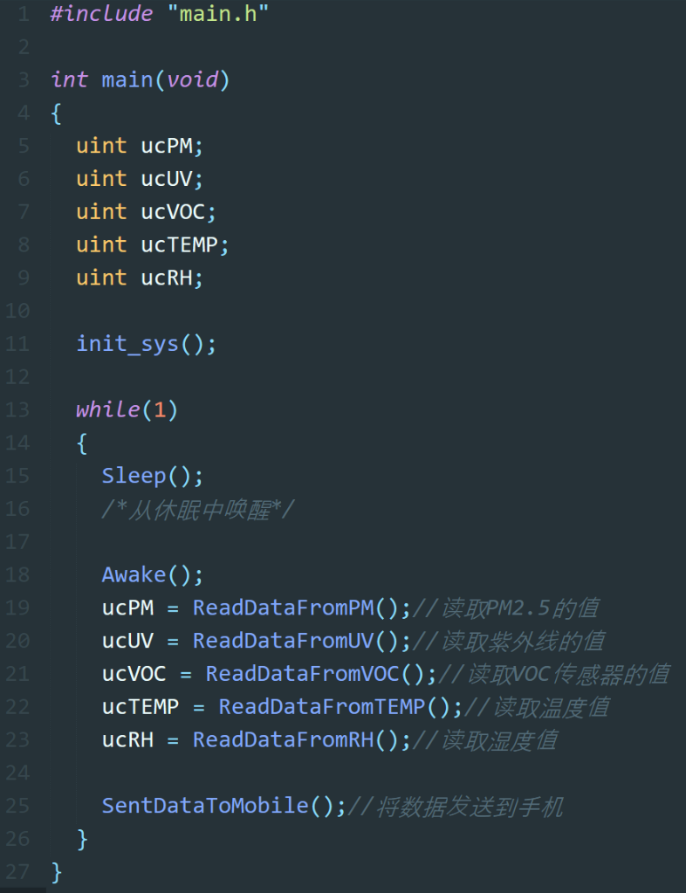 1 #include "main.h"
2
3 int main(void)
4 {
5 uint ucPM;
6 uint ucUV;
7 uint ucVOC;
8 uint ucTEMP;
9 uint ucRH;
10
11 init_sys();
12
13 while(1)
14 {
15 Sleep();
16 /*从休眠中唤醒*/
17
18 Awake();
19 ucPM = ReadDataFromPM();//读取PM2.5的值
20 ucUV = ReadDataFromUV();//读取紫外线的值
21 ucVOC = ReadDataFromVOC();//读取VOC传感器的值
22 ucTEMP = ReadDataFromTEMP();//读取温度值
23 ucRH = ReadDataFromRH();//读取湿度值
24
25 SentDataToMobile();//将数据发送到手机
26 }
27 }